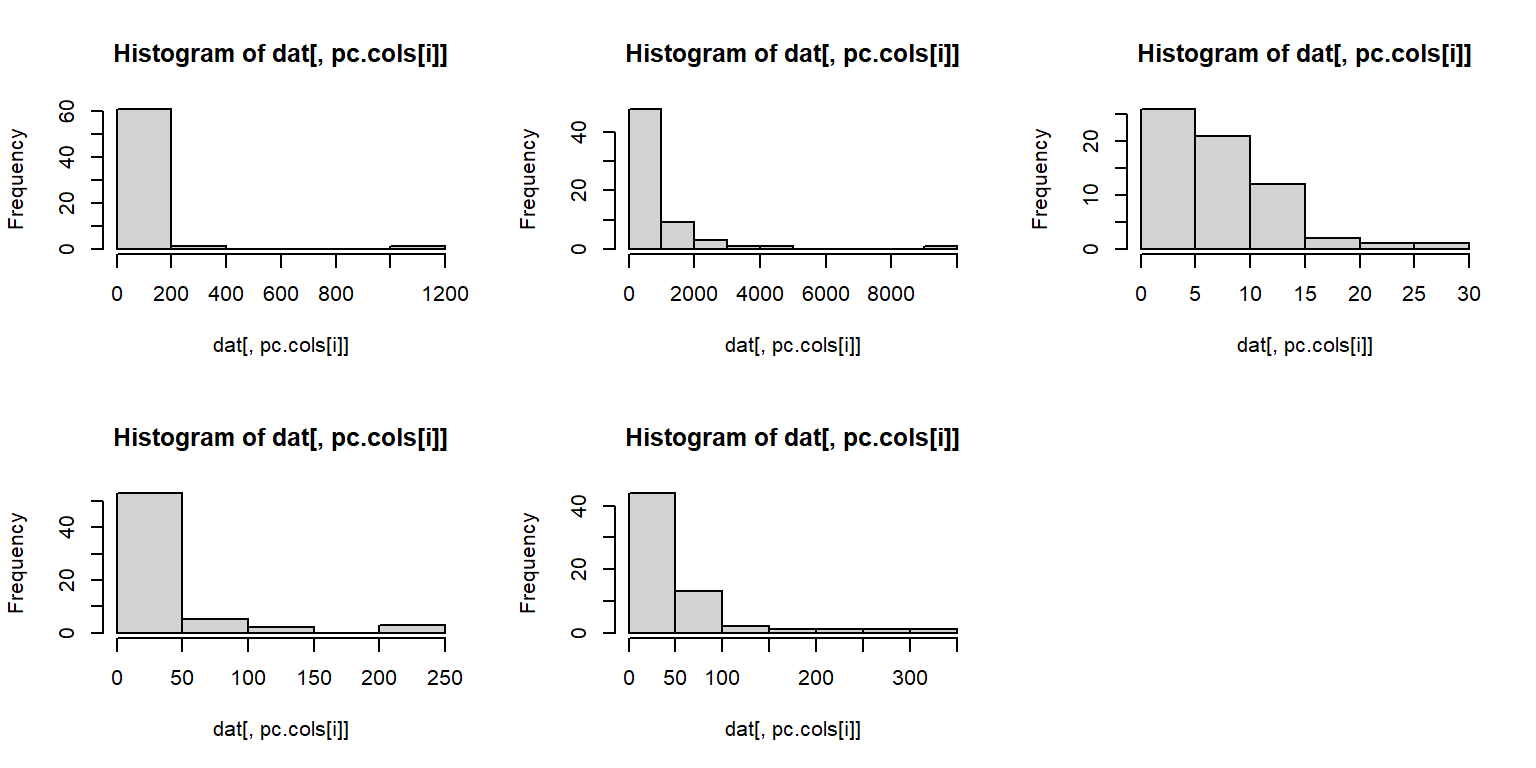 Histogram of dat[, pc.cols[i]]
Frequency
0 20 40 60
0 200 400 600 800 1200
dat[, pc.cols[i]]
Histogram of dat[, pc.cols[i]]
Frequency
0 20 40
0 2000 4000 6000 8000
dat[, pc.cols[i]]
Histogram of dat[, pc.cols[i]]
Frequency
0 10 20
0 5 10 15 20 25 30
dat[, pc.cols[i]]
Histogram of dat[, pc.cols[i]]
Frequency
0 20 40
0 50 100 150 200 250
dat[, pc.cols[i]]
Histogram of dat[, pc.cols[i]]
Frequency
0 20 40
0 50 100 200 300
dat[, pc.cols[i]]